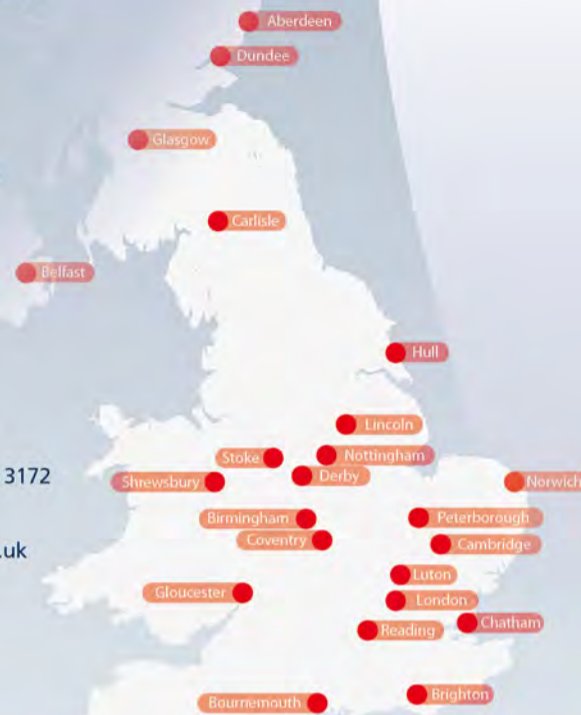 Aberdeen
Dundee
Glasgow
Carlisle
Belfast
Hull
Lincoln
Stoke
Nottingham
3172
Shrewsbury
Derby
Norwich
Birmingham
Peterborough
Coventry
Cambridge
.uk
Luton
Gloucester
London
Reading
Chatham
Bournemouth
Brighton